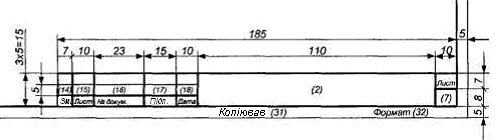 185
5
7 10 23 15 10 110 10
3x5=15
5
(14) (15) (16) (17) (18) (2) Лист 7
Зм. Лист № докум. Підп. Дата (7) 8
Копіював (31) Формат (32) 5